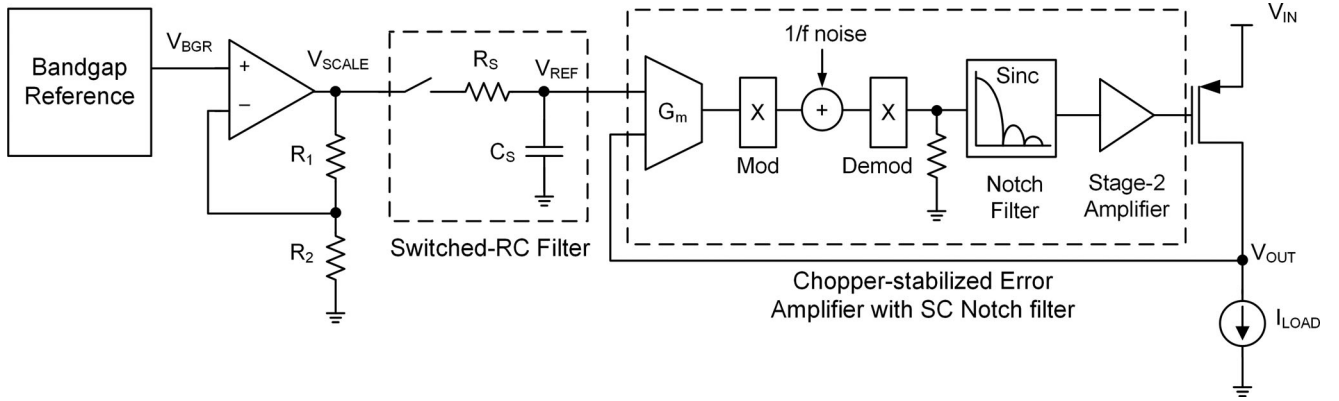 Bandgap
Reference
V_BGR
+
–
V_SCALE
R_1
R_2
R_S
V_REF
C_S
Switched-RC Filter
G_m
X
Mod
1/f noise
+
X
Demod
Sinc
Notch
Filter
Stage-2
Amplifier
Chopper-stabilized Error
Amplifier with SC Notch filter
V_IN
V_OUT
I_LOAD